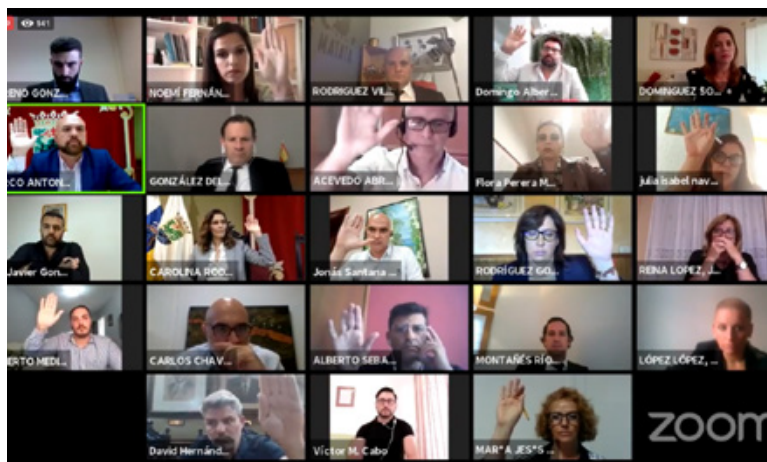 841
ENO GONZ...
NOEMÍ FERNÁN...
RODRIGUEZ VIL...
Domingo Alber...
DOMINGUEZ SO...
CO ANTON...
GONZÁLEZ DEL...
ACEVEDO ABR...
Flora Perera M...
julia isabel nav...
Javier Gon...
CAROLINA ROD...
Jonás Santana ...
RODRÍGUEZ GO...
REINA LOPEZ, J...
ERTO MEDI...
CARLOS CHAV...
ALBERTO SEBA...
MONTAÑÉS RÍO...
LÓPEZ LÓPEZ, ...
David Hernánd...
Víctor M. Cabo
MAR*A JES*S ...
zoom